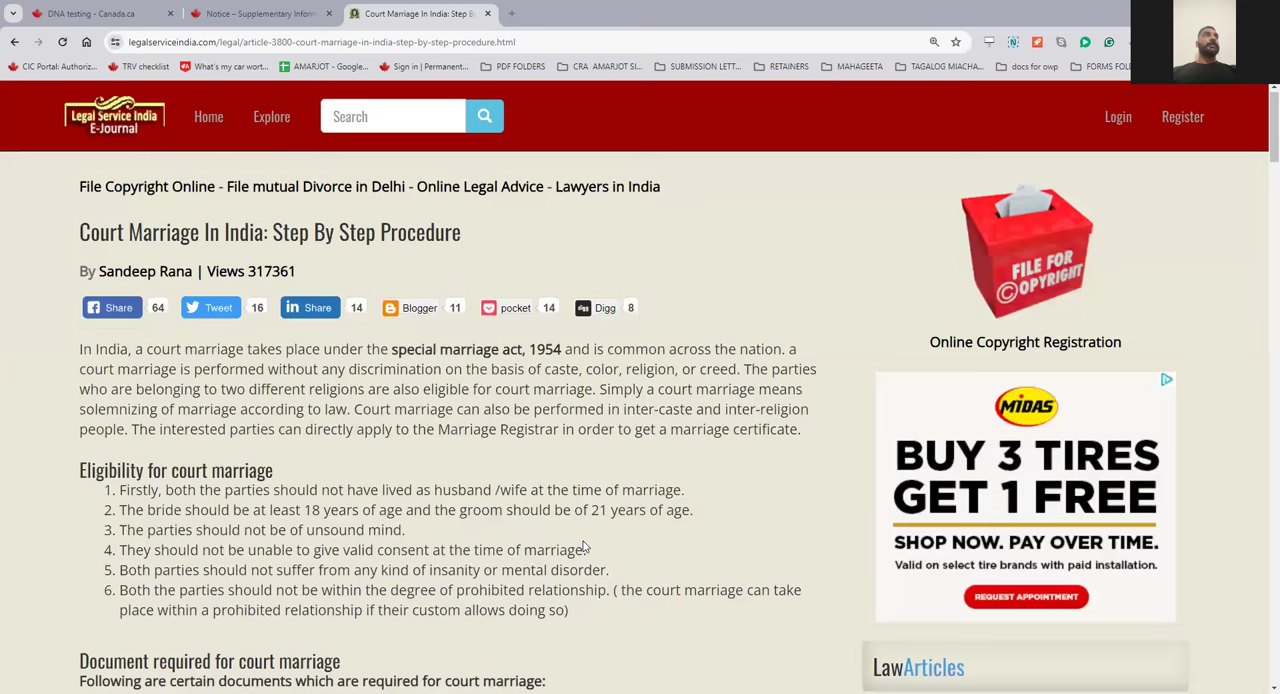 DNA testing - Canada.ca
Notice – Supplementary Inform
Court Marriage In India: Step B
legalserviceindia.com/legal/article-3800-court-marriage-in-india-step-by-step-procedure.html
CIC Portal: Authoriz...
TRV checklist
What's my car wort...
AMARJOT - Google...
Sign in | Permanent...
PDF FOLDERS
CRA AMARJOT SI...
SUBMISSION LETT...
RETAINERS
MAHAGEETA
TAGALOG MIACHA...
docs for owp
FORMS FOL
Legal Service India
E-Journal
Home
Explore
Search
Login
Register
File Copyright Online - File mutual Divorce in Delhi - Online Legal Advice - Lawyers in India
Court Marriage In India: Step By Step Procedure
By Sandeep Rana | Views 317361
Share 64
Tweet 16
in Share 14
Blogger 11
pocket 14
digg Digg 8
In India, a court marriage takes place under the special marriage act, 1954 and is common across the nation. a
court marriage is performed without any discrimination on the basis of caste, color, religion, or creed. The parties
who are belonging to two different religions are also eligible for court marriage. Simply a court marriage means
solemnizing of marriage according to law. Court marriage can also be performed in inter-caste and inter-religion
people. The interested parties can directly apply to the Marriage Registrar in order to get a marriage certificate.
Eligibility for court marriage
1. Firstly, both the parties should not have lived as husband /wife at the time of marriage.
2. The bride should be at least 18 years of age and the groom should be of 21 years of age.
3. The parties should not be of unsound mind.
4. They should not be unable to give valid consent at the time of marriage.
5. Both parties should not suffer from any kind of insanity or mental disorder.
6. Both the parties should not be within the degree of prohibited relationship. ( the court marriage can take
place within a prohibited relationship if their custom allows doing so)
Document required for court marriage
Following are certain documents which are required for court marriage:
FILE FOR
©OPYRIGHT
Online Copyright Registration
MiDAS
BUY 3 TIRES
GET 1 FREE
SHOP NOW. PAY OVER TIME.
Valid on select tire brands with paid installation.
REQUEST APPOINTMENT
LawArticles